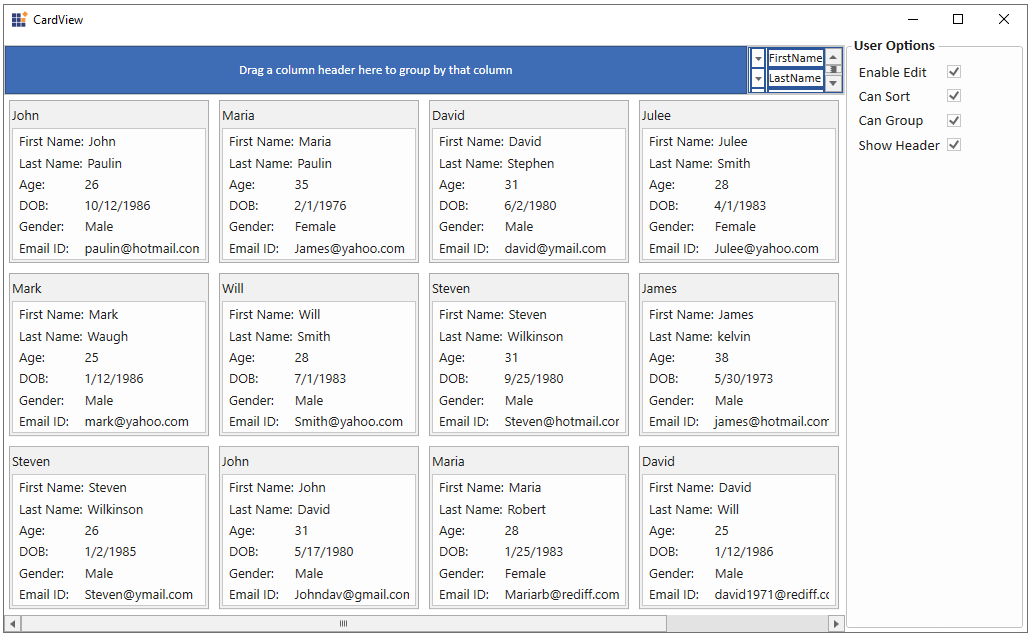 CardView
Drag a column header here to group by that column
FirstName
LastName
User Options
Enable Edit
Can Sort
Can Group
Show Header
John
First Name: John
Last Name: Paulin
Age: 26
DOB: 10/12/1986
Gender: Male
Email ID: paulin@hotmail.con
Maria
First Name: Maria
Last Name: Paulin
Age: 35
DOB: 2/1/1976
Gender: Female
Email ID: James@yahoo.com
David
First Name: David
Last Name: Stephen
Age: 31
DOB: 6/2/1980
Gender: Male
Email ID: david@ymail.com
Julee
First Name: Julee
Last Name: Smith
Age: 28
DOB: 4/1/1983
Gender: Female
Email ID: Julee@yahoo.com
Mark
First Name: Mark
Last Name: Waugh
Age: 25
DOB: 1/12/1986
Gender: Male
Email ID: mark@yahoo.com
Will
First Name: Will
Last Name: Smith
Age: 28
DOB: 7/1/1983
Gender: Male
Email ID: Smith@yahoo.com
Steven
First Name: Steven
Last Name: Wilkinson
Age: 31
DOB: 9/25/1980
Gender: Male
Email ID: Steven@hotmail.cor
James
First Name: James
Last Name: kelvin
Age: 38
DOB: 5/30/1973
Gender: Male
Email ID: james@hotmail.com
Steven
First Name: Steven
Last Name: Wilkinson
Age: 26
DOB: 1/2/1985
Gender: Male
Email ID: Steven@ymail.com
John
First Name: John
Last Name: David
Age: 31
DOB: 5/17/1980
Gender: Male
Email ID: Johndav@gmail.con
Maria
First Name: Maria
Last Name: Robert
Age: 28
DOB: 1/25/1983
Gender: Female
Email ID: Mariarb@rediff.com
David
First Name: David
Last Name: Will
Age: 25
DOB: 1/12/1986
Gender: Male
Email ID: david1971@rediff.cc